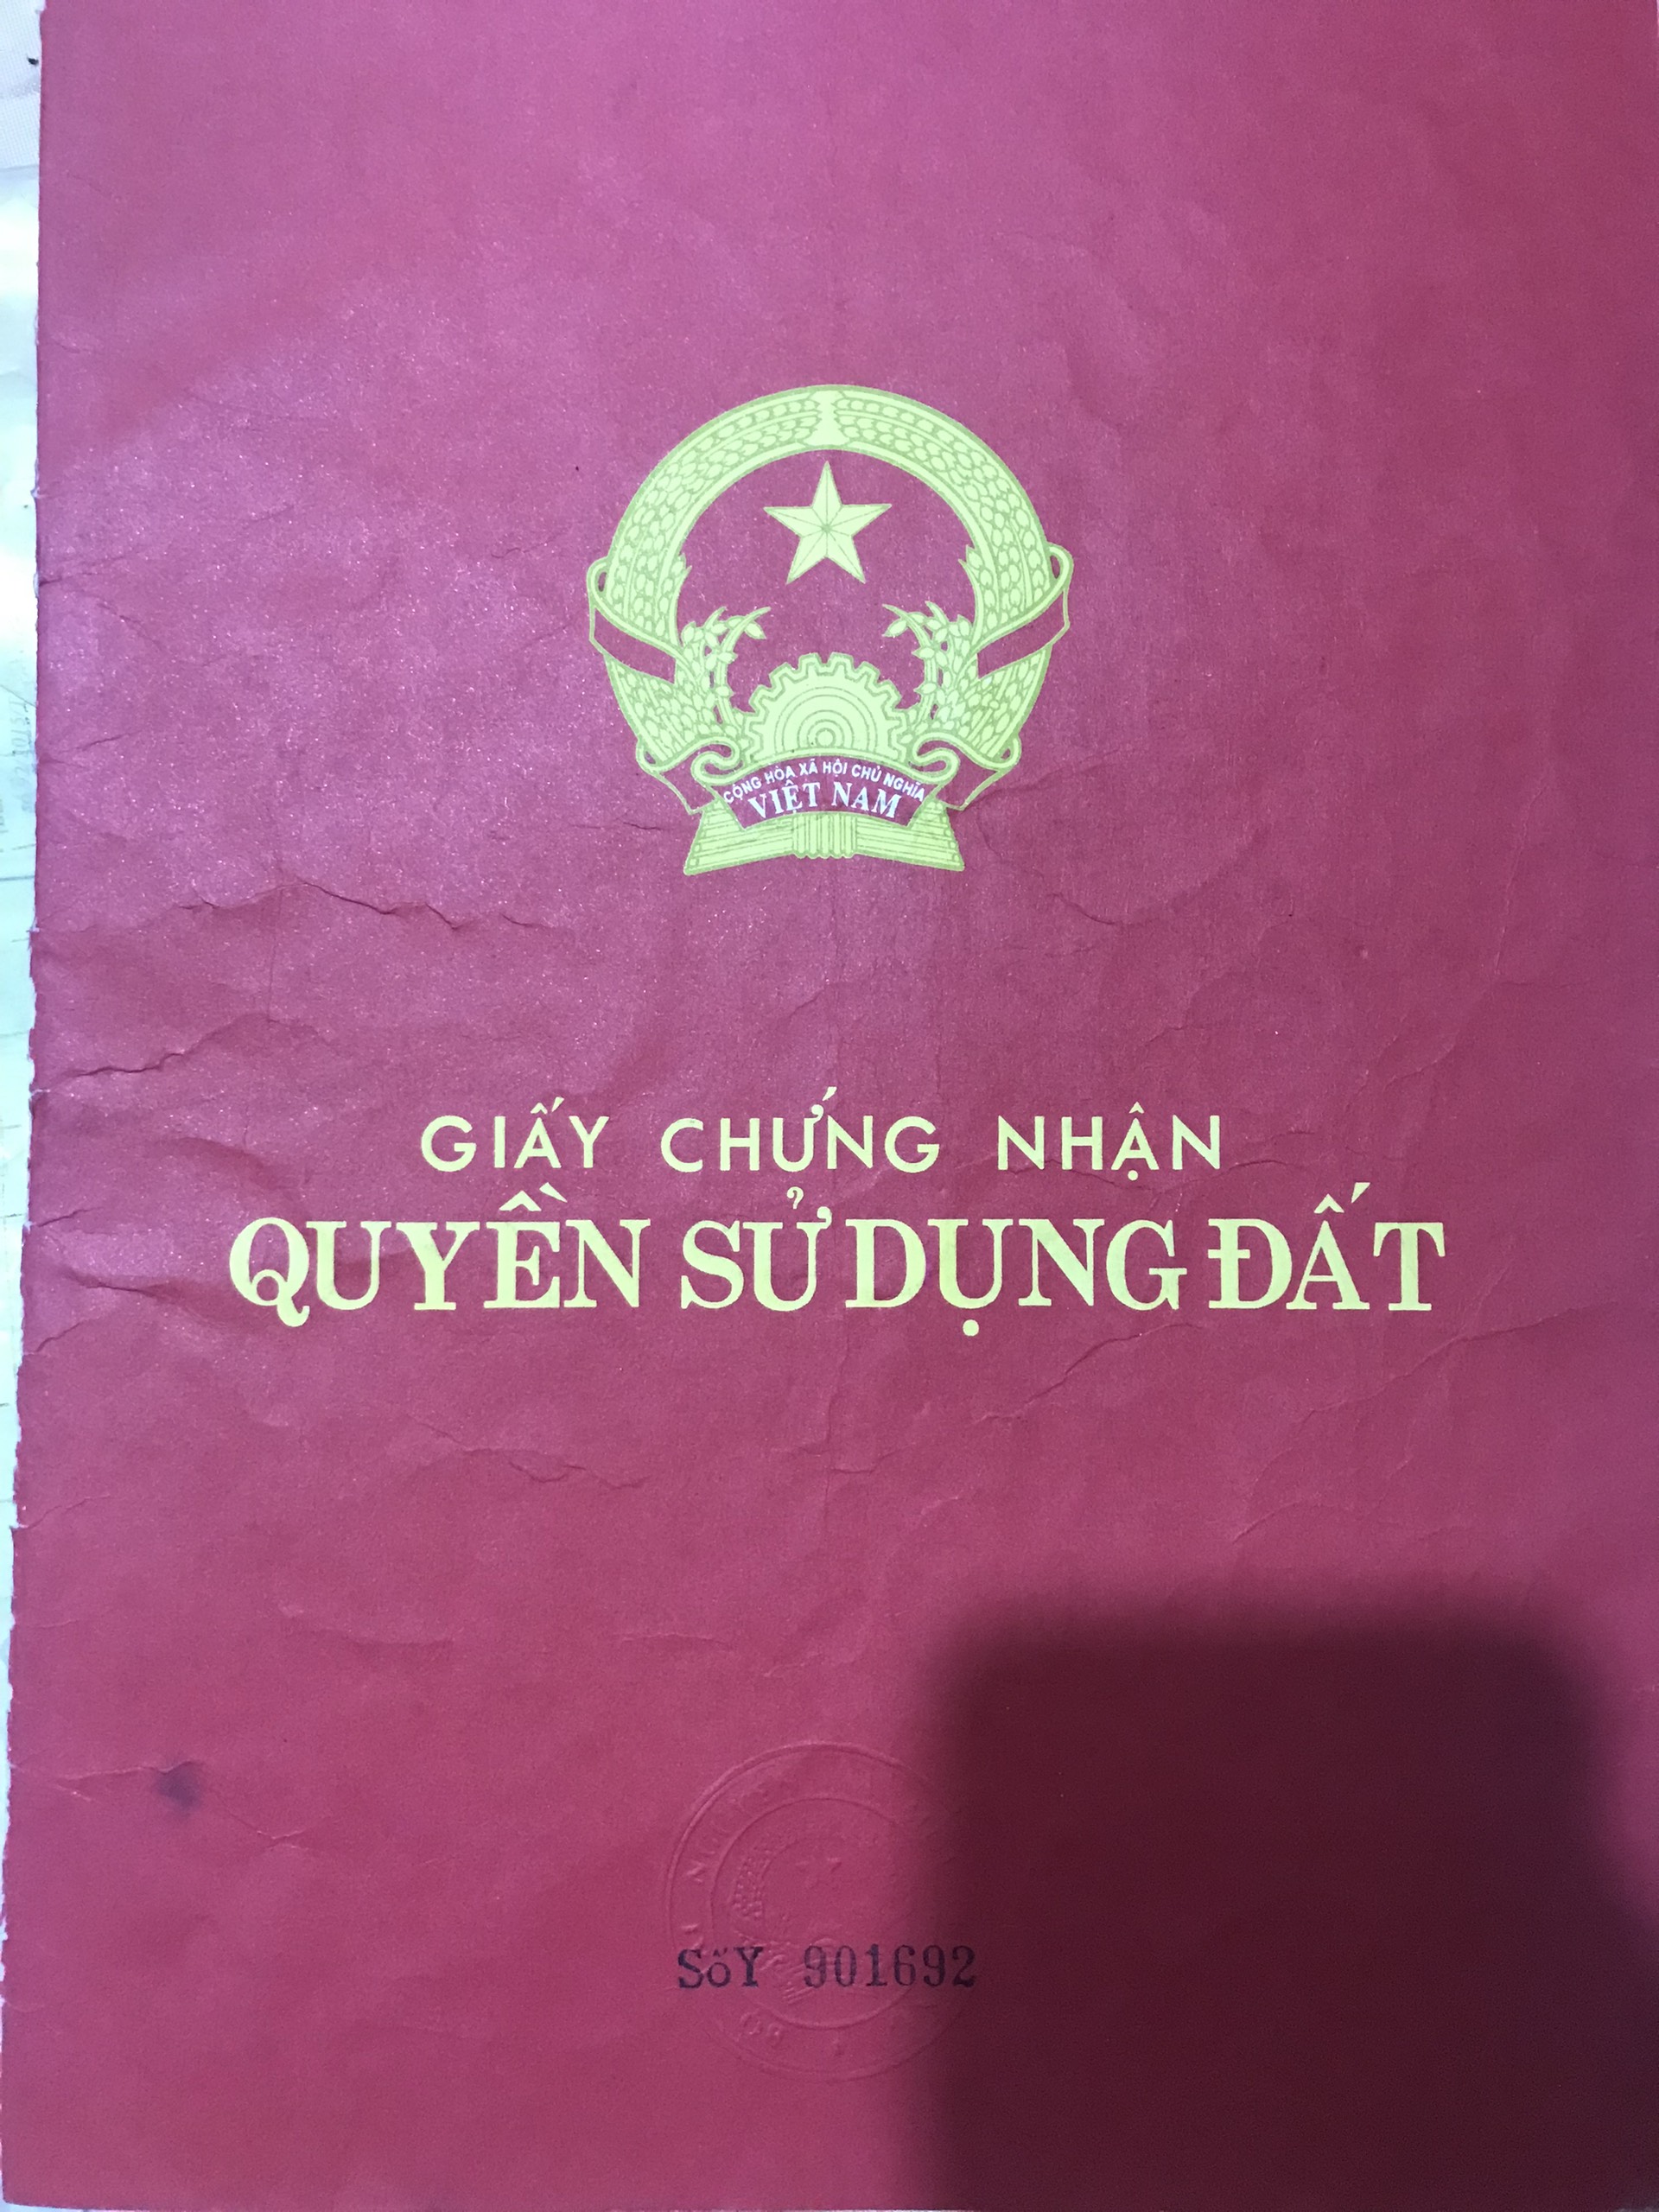 CỘNG HÒA XÃ HỘI CHỦ NGHĨA
VIỆT NAM
GIẤY CHỨNG NHẬN
QUYỀN SỬ DỤNG ĐẤT
SốY 901692